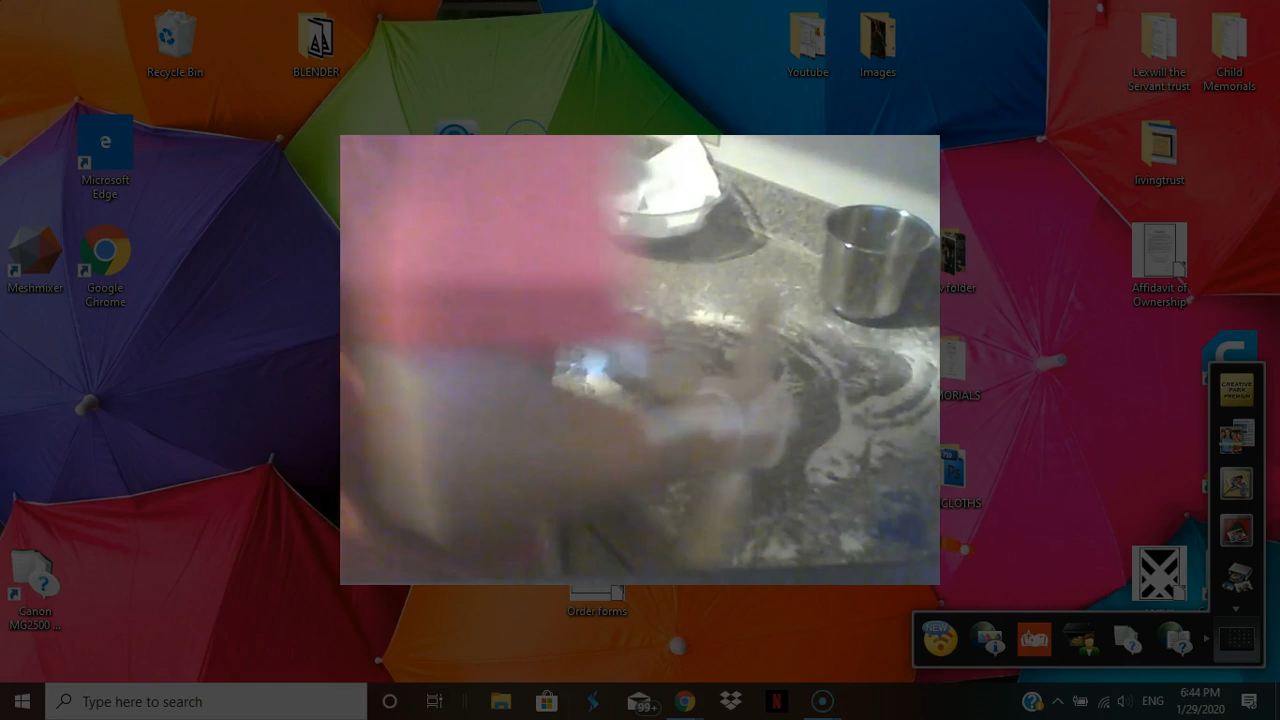 Recycle Bin
BLENDER
Youtube
Images
Lexwill the
Servant trust
Child
Memorials
Microsoft
Edge
livingtrust
Meshmixer
Google
Chrome
folder
Affidavit of
Ownership
CREATIVE
PARK
PREMIUM
ORIALS
CLOTHS
Canon
MG2500 ...
Order forms
NEW
Type here to search
99+
ENG
6:44 PM
1/29/2020